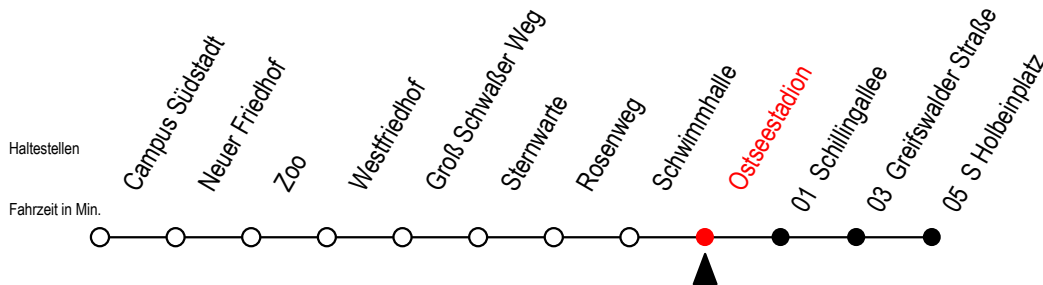 Haltestellen
Fahrzeit in Min.
Campus Südstadt
Neuer Friedhof
Zoo
Westfriedhof
Groß Schwaßer Weg
Sternwarte
Rosenweg
Schwimmhalle
Ostseestadion
01 Schillingallee
03 Greifswalder Straße
05 S Holbeinplatz